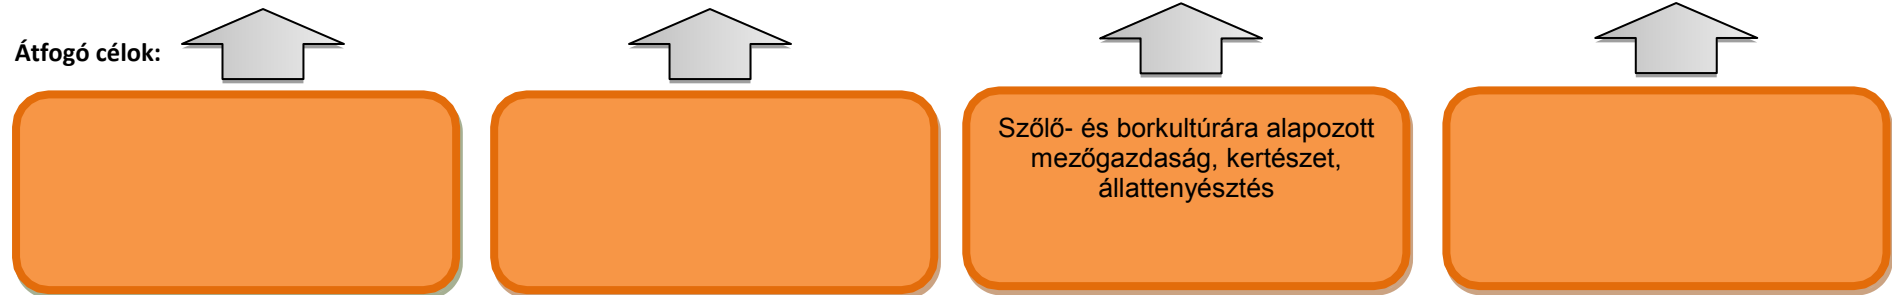 Átfogó célok:
Szőlő- és borkultúrára alapozott
mezőgazdaság, kertészet,
állattenyésztés